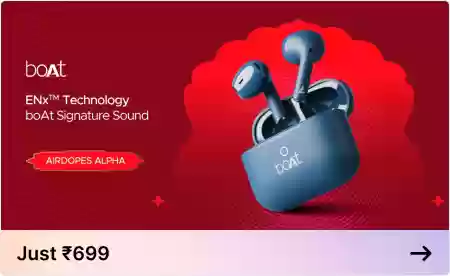 boAt
ENx™ Technology
boAt Signature Sound
AIRDOPES ALPHA
boAt
Just ₹699